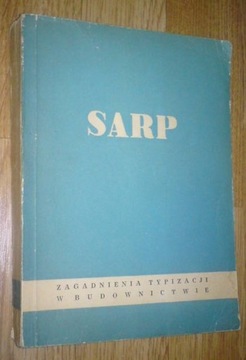 SARP
ZAGADNIENIA TYPIZACJI
W BUDOWNICTWIE